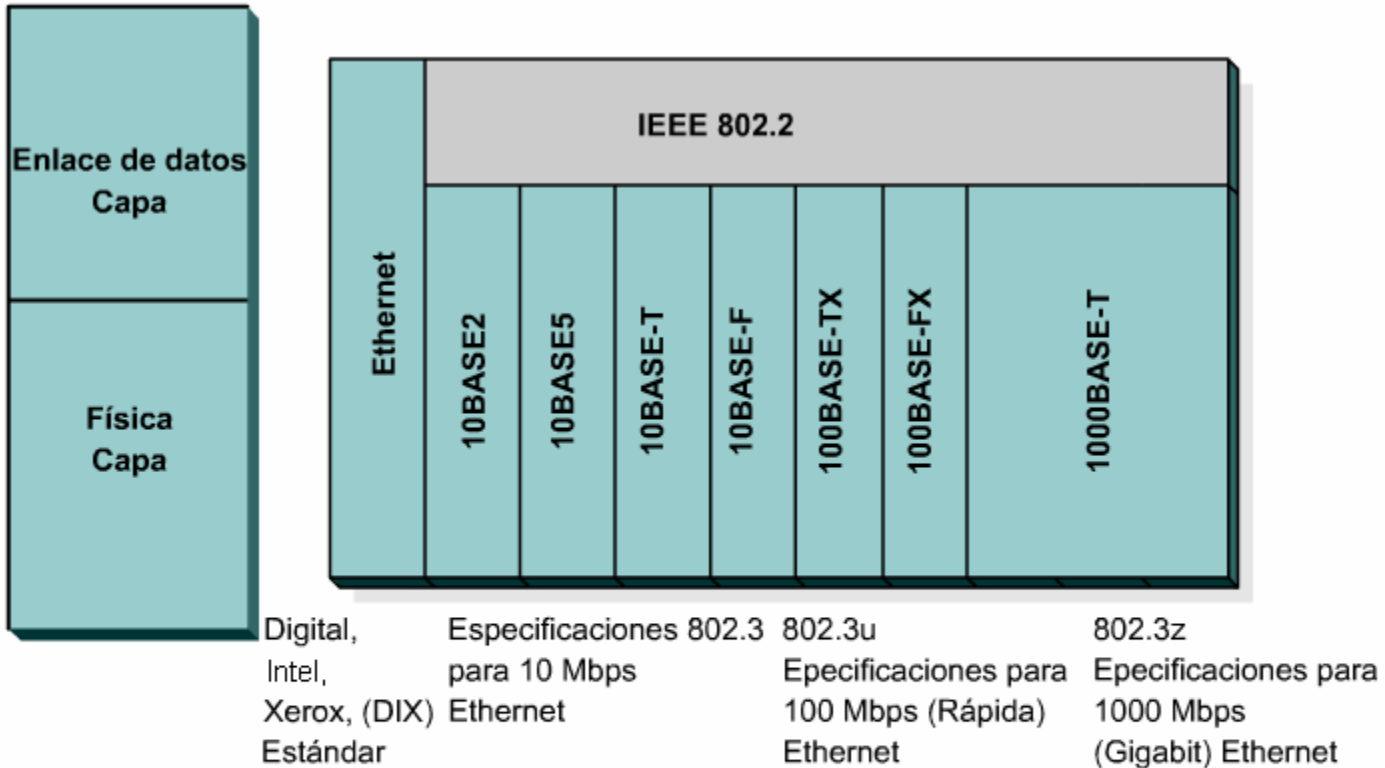 Enlace de datos
Capa
Física
Capa
IEEE 802.2
Ethernet
10BASE2
10BASE5
10BASE-T
10BASE-F
100BASE-TX
100BASE-FX
1000BASE-T
Digital,
Intel,
Xerox, (DIX)
Estándar
Especificaciones 802.3
para 10 Mbps
Ethernet
802.3u
Epecificaciones para
100 Mbps (Rápida)
Ethernet
802.3z
Epecificaciones para
1000 Mbps
(Gigabit) Ethernet